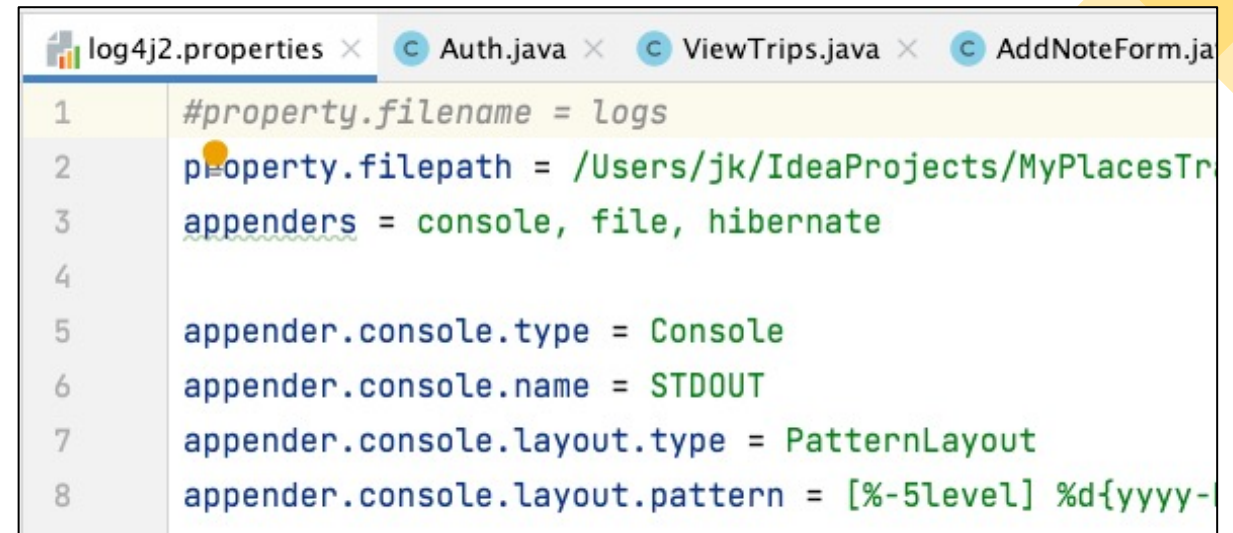 log4j2.properties Auth.java ViewTrips.java AddNoteForm.ja
1 #property.filename = logs
2 property.filepath = /Users/jk/IdeaProjects/MyPlacesTr
3 appenders = console, file, hibernate
4
5 appender.console.type = Console
6 appender.console.name = STDOUT
7 appender.console.layout.type = PatternLayout
8 appender.console.layout.pattern = [%-5level] %d{yyyy-